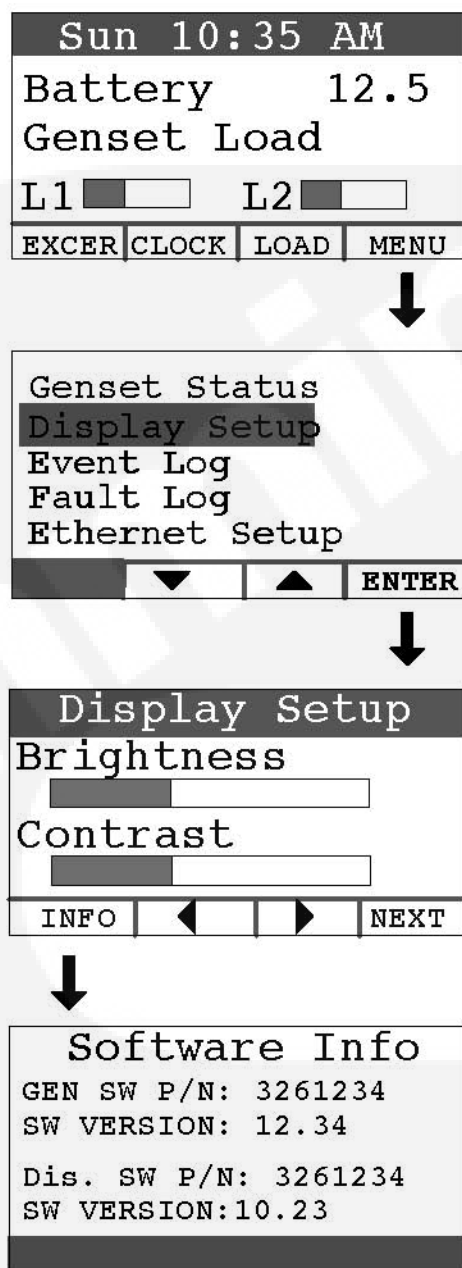 Sun 10:35 AM
Battery 12.5
Genset Load
L1 L2
EXCER CLOCK LOAD MENU
Genset Status
Display Setup
Event Log
Fault Log
Ethernet Setup
ENTER
Display Setup
Brightness
Contrast
INFO NEXT
Software Info
GEN SW P/N: 3261234
SW VERSION: 12.34
Dis. SW P/N: 3261234
SW VERSION:10.23